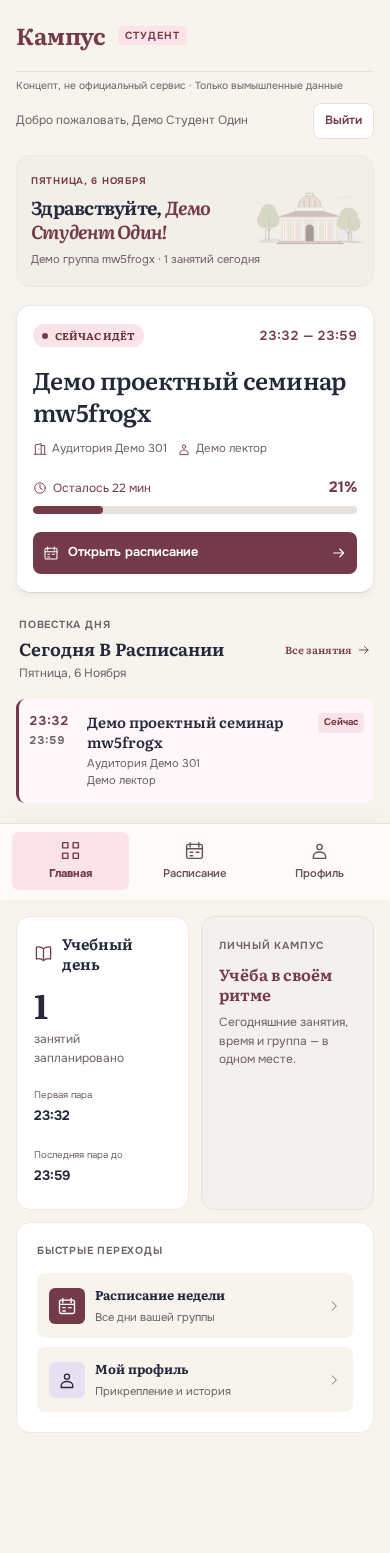 Кампус
СТУДЕНТ
Концепт, не официальный сервис · Только вымышленные данные
Добро пожаловать, Демо Студент Один
Выйти
ПЯТНИЦА, 6 НОЯБРЯ
Здравствуйте, Демо
Студент Один!
Демо группа mw5frogx · 1 занятий сегодня
СЕЙЧАС ИДЁТ
23:32 — 23:59
Демо проектный семинар
mw5frogx
Аудитория Демо 301
Демо лектор
Осталось 22 мин
21%
Открыть расписание
ПОВЕСТКА ДНЯ
Сегодня В Расписании
Все занятия
Пятница, 6 Ноября
23:32
23:59
Демо проектный семинар
mw5frogx
Аудитория Демо 301
Демо лектор
Сейчас
Главная
Расписание
Профиль
Учебный
день
1
занятий
запланировано
Первая пара
23:32
Последняя пара до
23:59
ЛИЧНЫЙ КАМПУС
Учёба в своём
ритме
Сегодняшние занятия,
время и группа — в
одном месте.
БЫСТРЫЕ ПЕРЕХОДЫ
Расписание недели
Все дни вашей группы
Мой профиль
Прикрепление и история